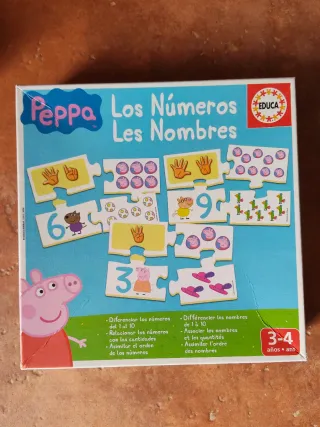 Peppa
Los Números
Les Nombres
EDUCA
6
9
3
• Diferenciar los números
del 1 al 10
• Relacionar los números
con las cantidades
• Asimilar el orden
de los números
• Différencier les nombres
de 1 à 10
• Associer les nombres
et les quantités
• Assimiler l'ordre
des nombres
3-4
años • ans